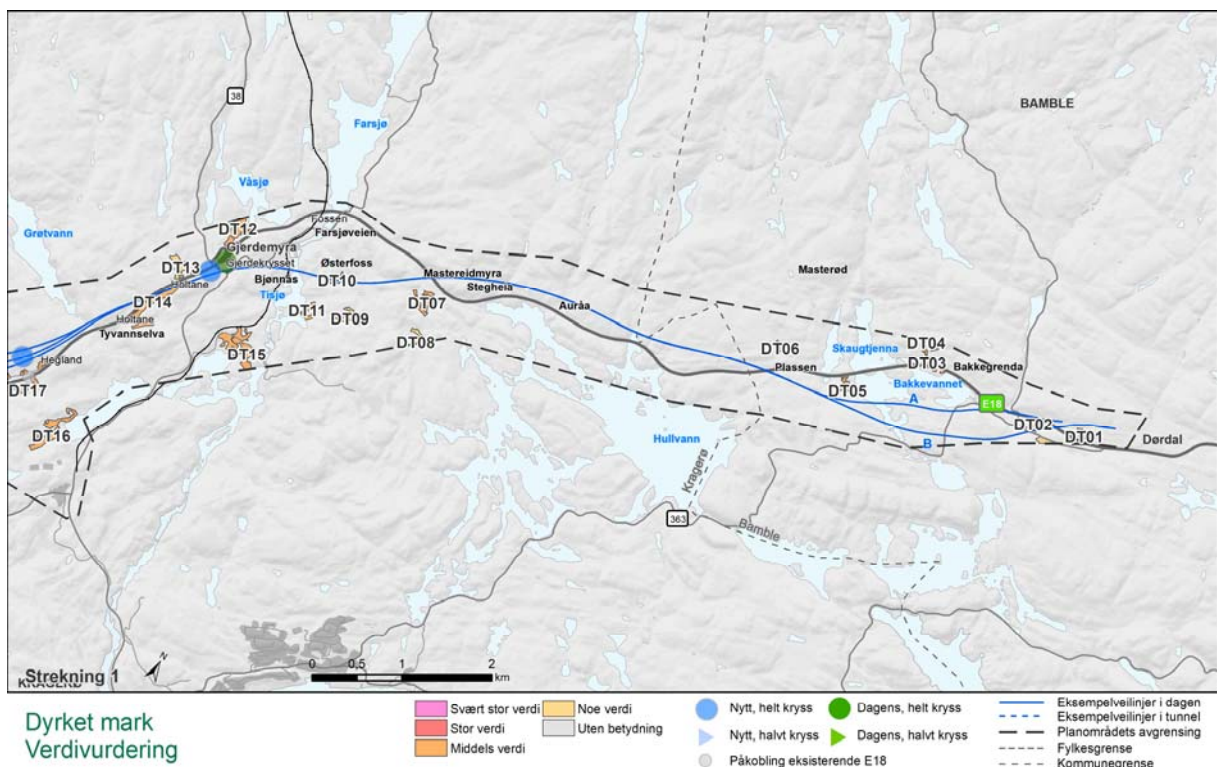 38
Farsjø
BAMBLE
Våsjø
Grøtvann
DT12
Gjerdemyra
Gjerdekrysset
Fossen
Farsjøveien
DT13
Holtane
Bjønnås
Østerfoss
DT10
Mastereidmyra
Stegheia
Masterød
Tisjø
DT14
Holtane
Tyvannselva
DT11
DT09
DT07
Auråa
DT08
DT15
Hegland
DT17
DT16
DT06
Plassen
Skaugtjenna
DT04
DT03
Bakkegrenda
DT05
Bakkevannet
A
E18
B
DT02
DT01
Dørdal
Hullvann
Kragerø
Bamble
363
Strekning 1
N
0 0,5 1 2
km
Dyrket mark
Verdivurdering
Svært stor verdi
Stor verdi
Middels verdi
Noe verdi
Uten betydning
Nytt, helt kryss
Nytt, halvt kryss
Påkobling eksisterende E18
Dagens, helt kryss
Dagens, halvt kryss
Eksempelveilinjer i dagen
Eksempelveilinjer i tunnel
Planområdets avgrensing
Fylkesgrense
Kommunegrense